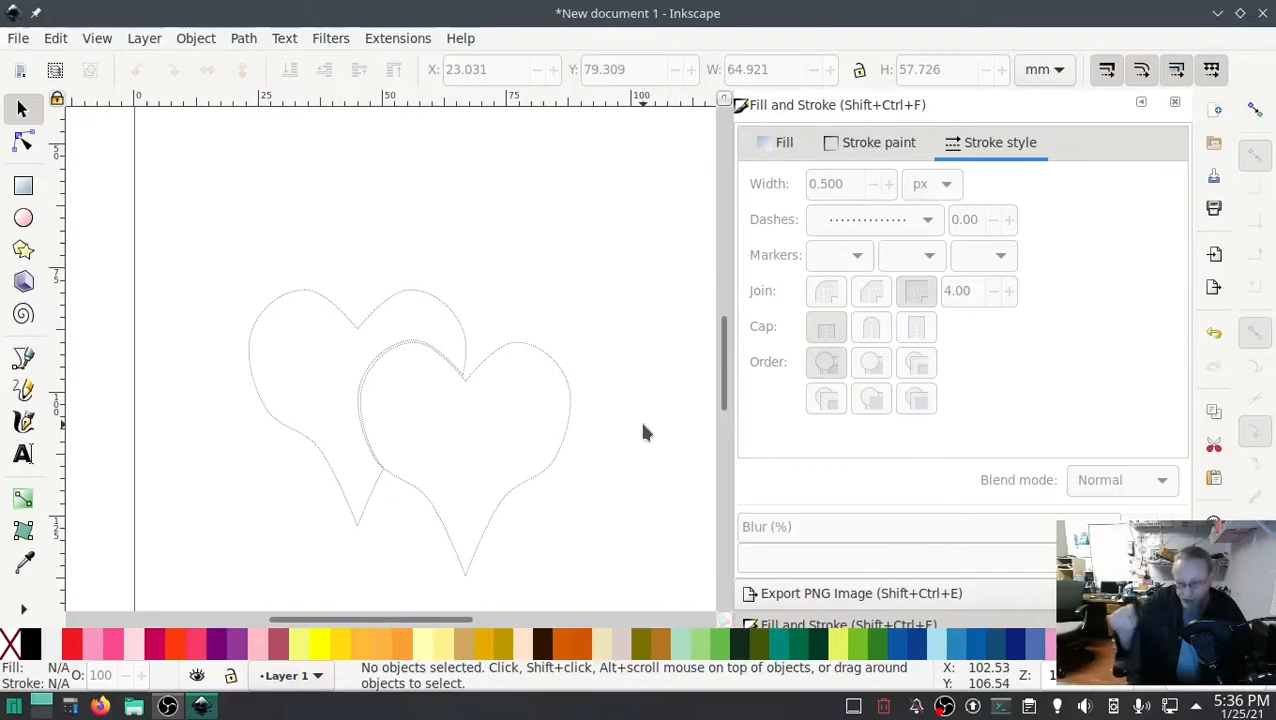 *New document 1 - Inkscape
File Edit View Layer Object Path Text Filters Extensions Help
X: 23.031 Y: 79.309 W: 64.921 H: 57.726 mm
0 25 50 75 100
Fill and Stroke (Shift+Ctrl+F)
Fill Stroke paint Stroke style
Width: 0.500 px
Dashes: 0.00
Markers:
Join: 4.00
Cap:
Order:
Blend mode: Normal
Blur (%)
Export PNG Image (Shift+Ctrl+E)
Fill and Stroke (Shift+Ctrl+F)
Fill: N/A
Stroke: N/A
O: 100
•Layer 1
No objects selected. Click, Shift+click, Alt+scroll mouse on top of objects, or drag around
objects to select.
X: 102.53
Y: 106.54
Z:
5:36 PM
1/25/21